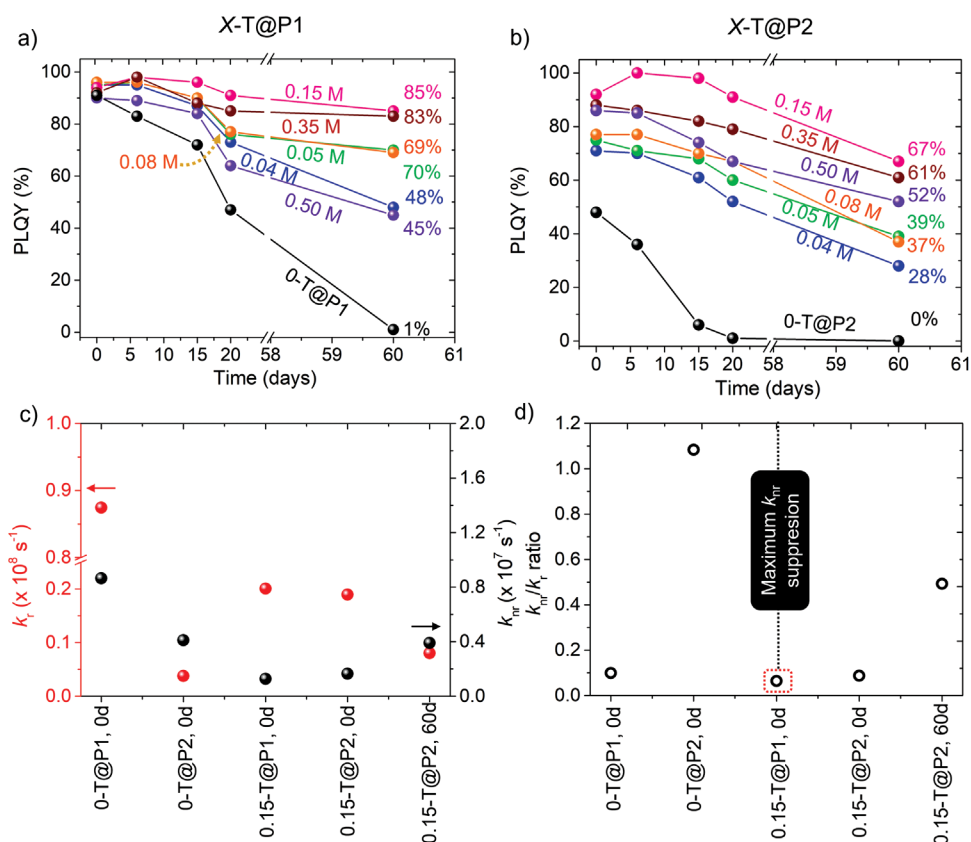 X-T@P1
X-T@P2
a)
PLQY (%)
100
80
60
40
20
0
0.15 M
0.35 M
0.08 M
0.05 M
0.04 M
0.50 M
0-T@P1
85%
83%
69%
70%
48%
45%
1%
0 5 10 15 20 58 59 60 61
Time (days)
b)
PLQY (%)
100
80
60
40
20
0
0.15 M
0.35 M
0.50 M
0.08 M
0.05 M
0.04 M
0-T@P2
67%
61%
52%
39%
37%
28%
0%
0 5 10 15 20 58 59 60 61
Time (days)
c)
kr (x 10^8 s^-1)
1.0
0.9
0.8
0.2
0.1
0.0
2.0
1.6
1.2
0.8
0.4
0.0
knr (x 10^7 s^-1)
0-T@P1, 0d
0-T@P2, 0d
0.15-T@P1, 0d
0.15-T@P2, 0d
0.15-T@P2, 60d
d)
knr/kr ratio
1.2
1.0
0.8
0.6
0.4
0.2
0.0
Maximum knr
suppresion
0-T@P1, 0d
0-T@P2, 0d
0.15-T@P1, 0d
0.15-T@P2, 0d
0.15-T@P2, 60d